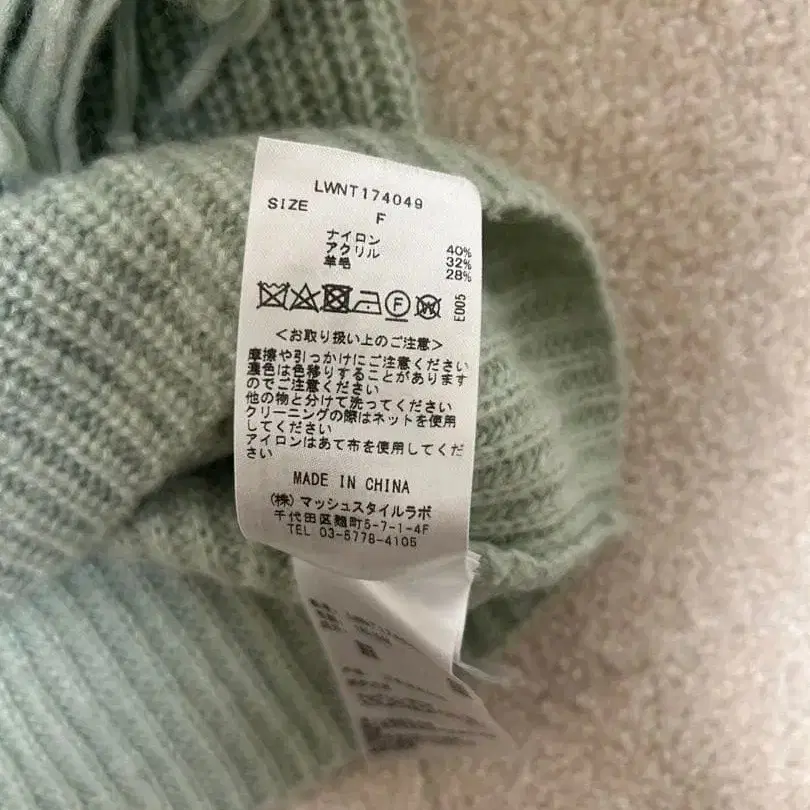 LWNT174049
SIZE F
ナイロン 40%
アクリル 32%
羊毛 28%
F W
E005
<お取り扱い上のご注意>
摩擦や引っかけにご注意ください
濃色は色移りすることがあります
のでご注意ください
他の物と分けて洗ってください
クリーニングの際はネットを使用
してください
アイロンはあて布を使用してくだ
さい
MADE IN CHINA
(株)マッシュスタイルラボ
千代田区麹町5-7-1-4F
TEL 03-6778-4105